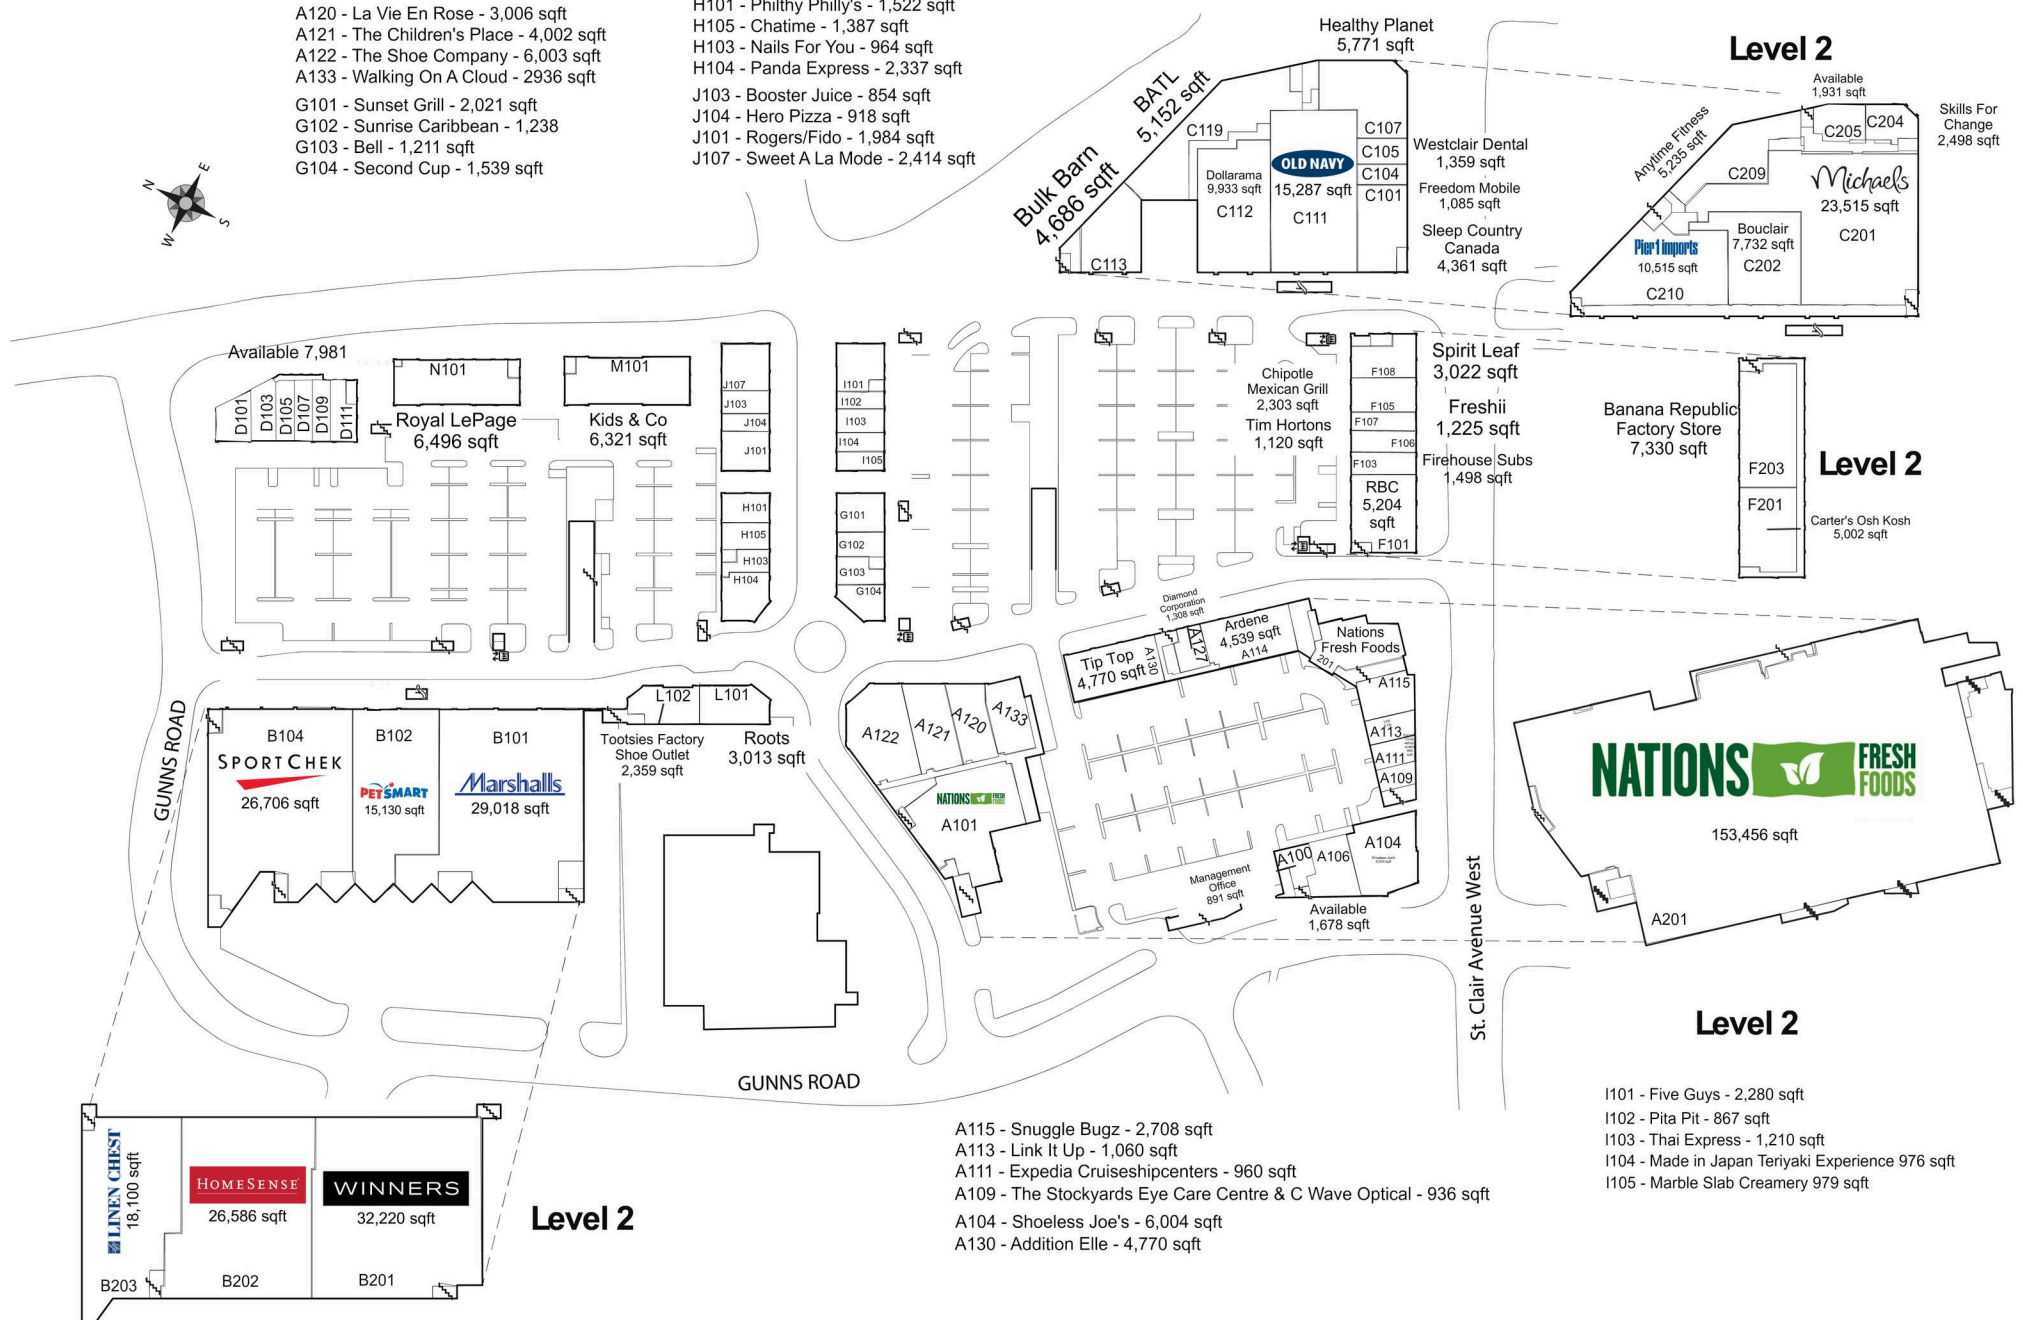 A120 - La Vie En Rose - 3,006 sqft
A121 - The Children's Place - 4,002 sqft
A122 - The Shoe Company - 6,003 sqft
A133 - Walking On A Cloud - 2936 sqft
G101 - Sunset Grill - 2,021 sqft
G102 - Sunrise Caribbean - 1,238
G103 - Bell - 1,211 sqft
G104 - Second Cup - 1,539 sqft
H101 - Philthy Philly's - 1,522 sqft
H105 - Chatime - 1,387 sqft
H103 - Nails For You - 964 sqft
H104 - Panda Express - 2,337 sqft
J103 - Booster Juice - 854 sqft
J104 - Hero Pizza - 918 sqft
J101 - Rogers/Fido - 1,984 sqft
J107 - Sweet A La Mode - 2,414 sqft
N
E
S
W
Healthy Planet
5,771 sqft
BATL
5,152 sqft
Bulk Barn
4,686 sqft
C119
C107
C105
C104
C101
OLD NAVY
15,287 sqft
C111
Dollarama
9,933 sqft
C112
C113
Westclair Dental
1,359 sqft
Freedom Mobile
1,085 sqft
Sleep Country
Canada
4,361 sqft
Level 2
Available
1,931 sqft
Skills For
Change
2,498 sqft
Anytime Fitness
5,235 sqft
C205
C204
C209
Michaels
23,515 sqft
C201
Bouclair
7,732 sqft
C202
Pier 1 imports
10,515 sqft
C210
Available 7,981
D101
D103
D105
D107
D109
D111
N101
Royal LePage
6,496 sqft
M101
Kids & Co
6,321 sqft
J107
J103
J104
J101
I101
I102
I103
I104
I105
H101
H105
H103
H104
G101
G102
G103
G104
Chipotle
Mexican Grill
2,303 sqft
Tim Hortons
1,120 sqft
F108
F105
F107
F106
F103
RBC
5,204
sqft
F101
Spirit Leaf
3,022 sqft
Freshii
1,225 sqft
Firehouse Subs
1,498 sqft
Banana Republic
Factory Store
7,330 sqft
F203
F201
Level 2
Carter's Osh Kosh
5,002 sqft
Diamond
Corporation
1,308 sqft
Tip Top
4,770 sqft
A130
A127
Ardene
4,539 sqft
A114
Nations
Fresh Foods
201
A115
A113
A111
A109
A104
A106
A100
Management
Office
891 sqft
Available
1,678 sqft
GUNNS ROAD
B104
SPORT CHEK
26,706 sqft
B102
PETSMART
15,130 sqft
B101
Marshalls
29,018 sqft
L102
L101
Tootsies Factory
Shoe Outlet
2,359 sqft
Roots
3,013 sqft
A122
A121
A120
A133
NATIONS FRESH FOODS
A101
St. Clair Avenue West
NATIONS FRESH FOODS
153,456 sqft
A201
Level 2
GUNNS ROAD
LINEN CHEST
18,100 sqft
B203
HOMESENSE
26,586 sqft
B202
WINNERS
32,220 sqft
B201
Level 2
A115 - Snuggle Bugz - 2,708 sqft
A113 - Link It Up - 1,060 sqft
A111 - Expedia Cruiseshipcenters - 960 sqft
A109 - The Stockyards Eye Care Centre & C Wave Optical - 936 sqft
A104 - Shoeless Joe's - 6,004 sqft
A130 - Addition Elle - 4,770 sqft
I101 - Five Guys - 2,280 sqft
I102 - Pita Pit - 867 sqft
I103 - Thai Express - 1,210 sqft
I104 - Made in Japan Teriyaki Experience 976 sqft
I105 - Marble Slab Creamery 979 sqft